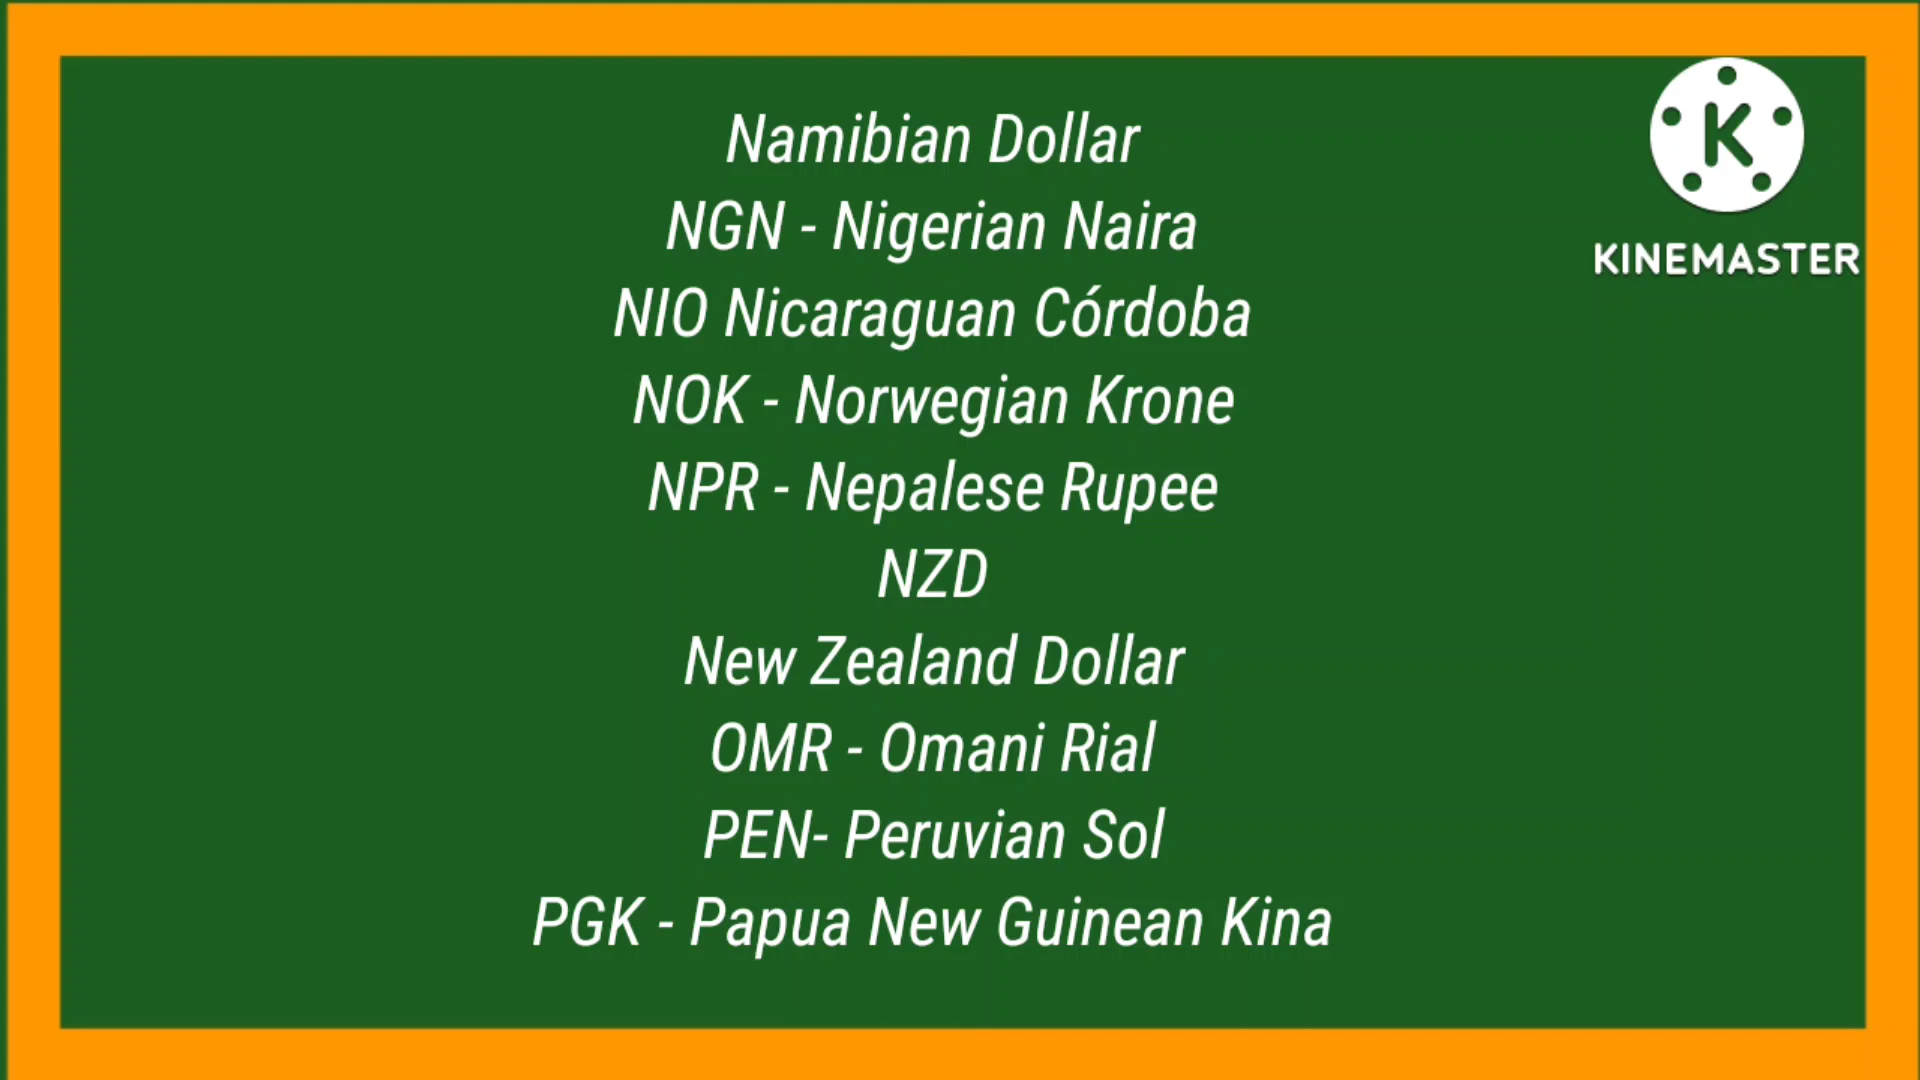 Namibian Dollar
NGN - Nigerian Naira
NIO Nicaraguan Córdoba
NOK - Norwegian Krone
NPR - Nepalese Rupee
NZD
New Zealand Dollar
OMR - Omani Rial
PEN- Peruvian Sol
PGK - Papua New Guinean Kina
K
KINEMASTER